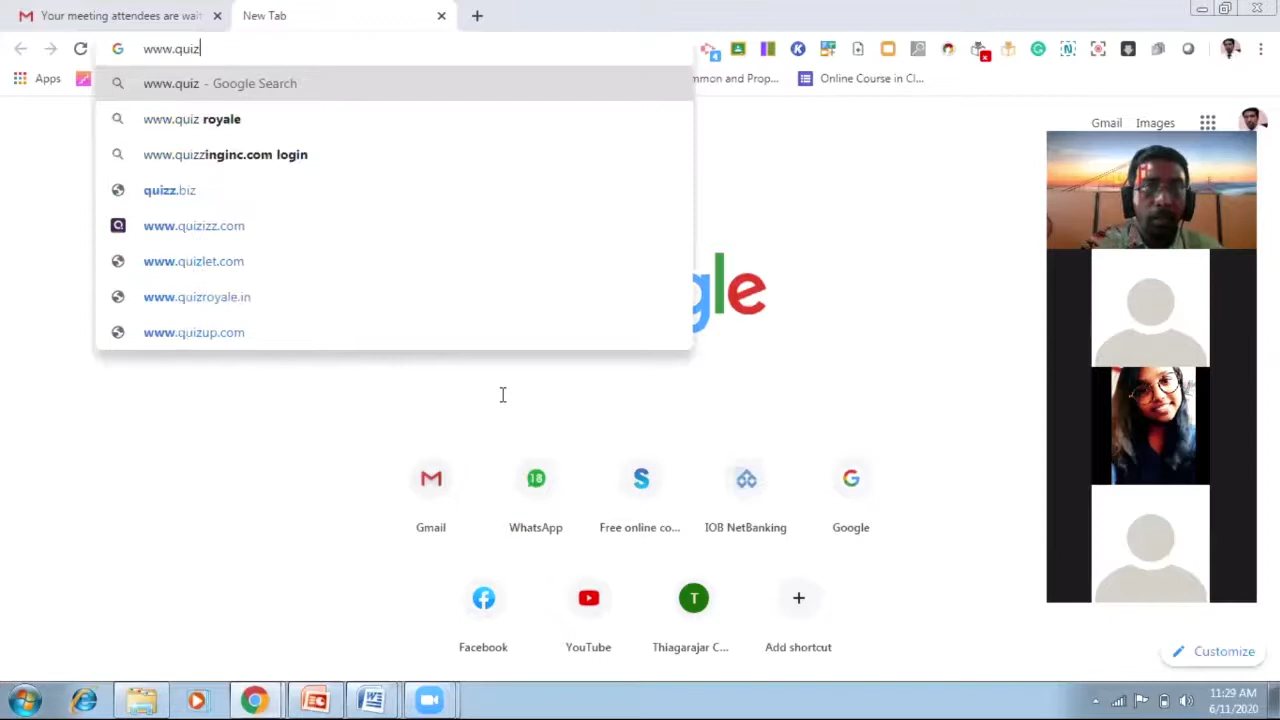 Your meeting attendees are wait
New Tab
www.quiz
4
K
N
Apps
mmon and Prop...
Online Course in Cl...
www.quiz - Google Search
www.quiz royale
www.quizzinginc.com login
quizz.biz
www.quizizz.com
www.quizlet.com
www.quizroyale.in
www.quizup.com
Gmail Images
gle
18
S
G
Gmail
WhatsApp
Free online co...
IOB NetBanking
Google
T
Facebook
YouTube
Thiagarajar C...
Add shortcut
Customize
11:29 AM
6/11/2020